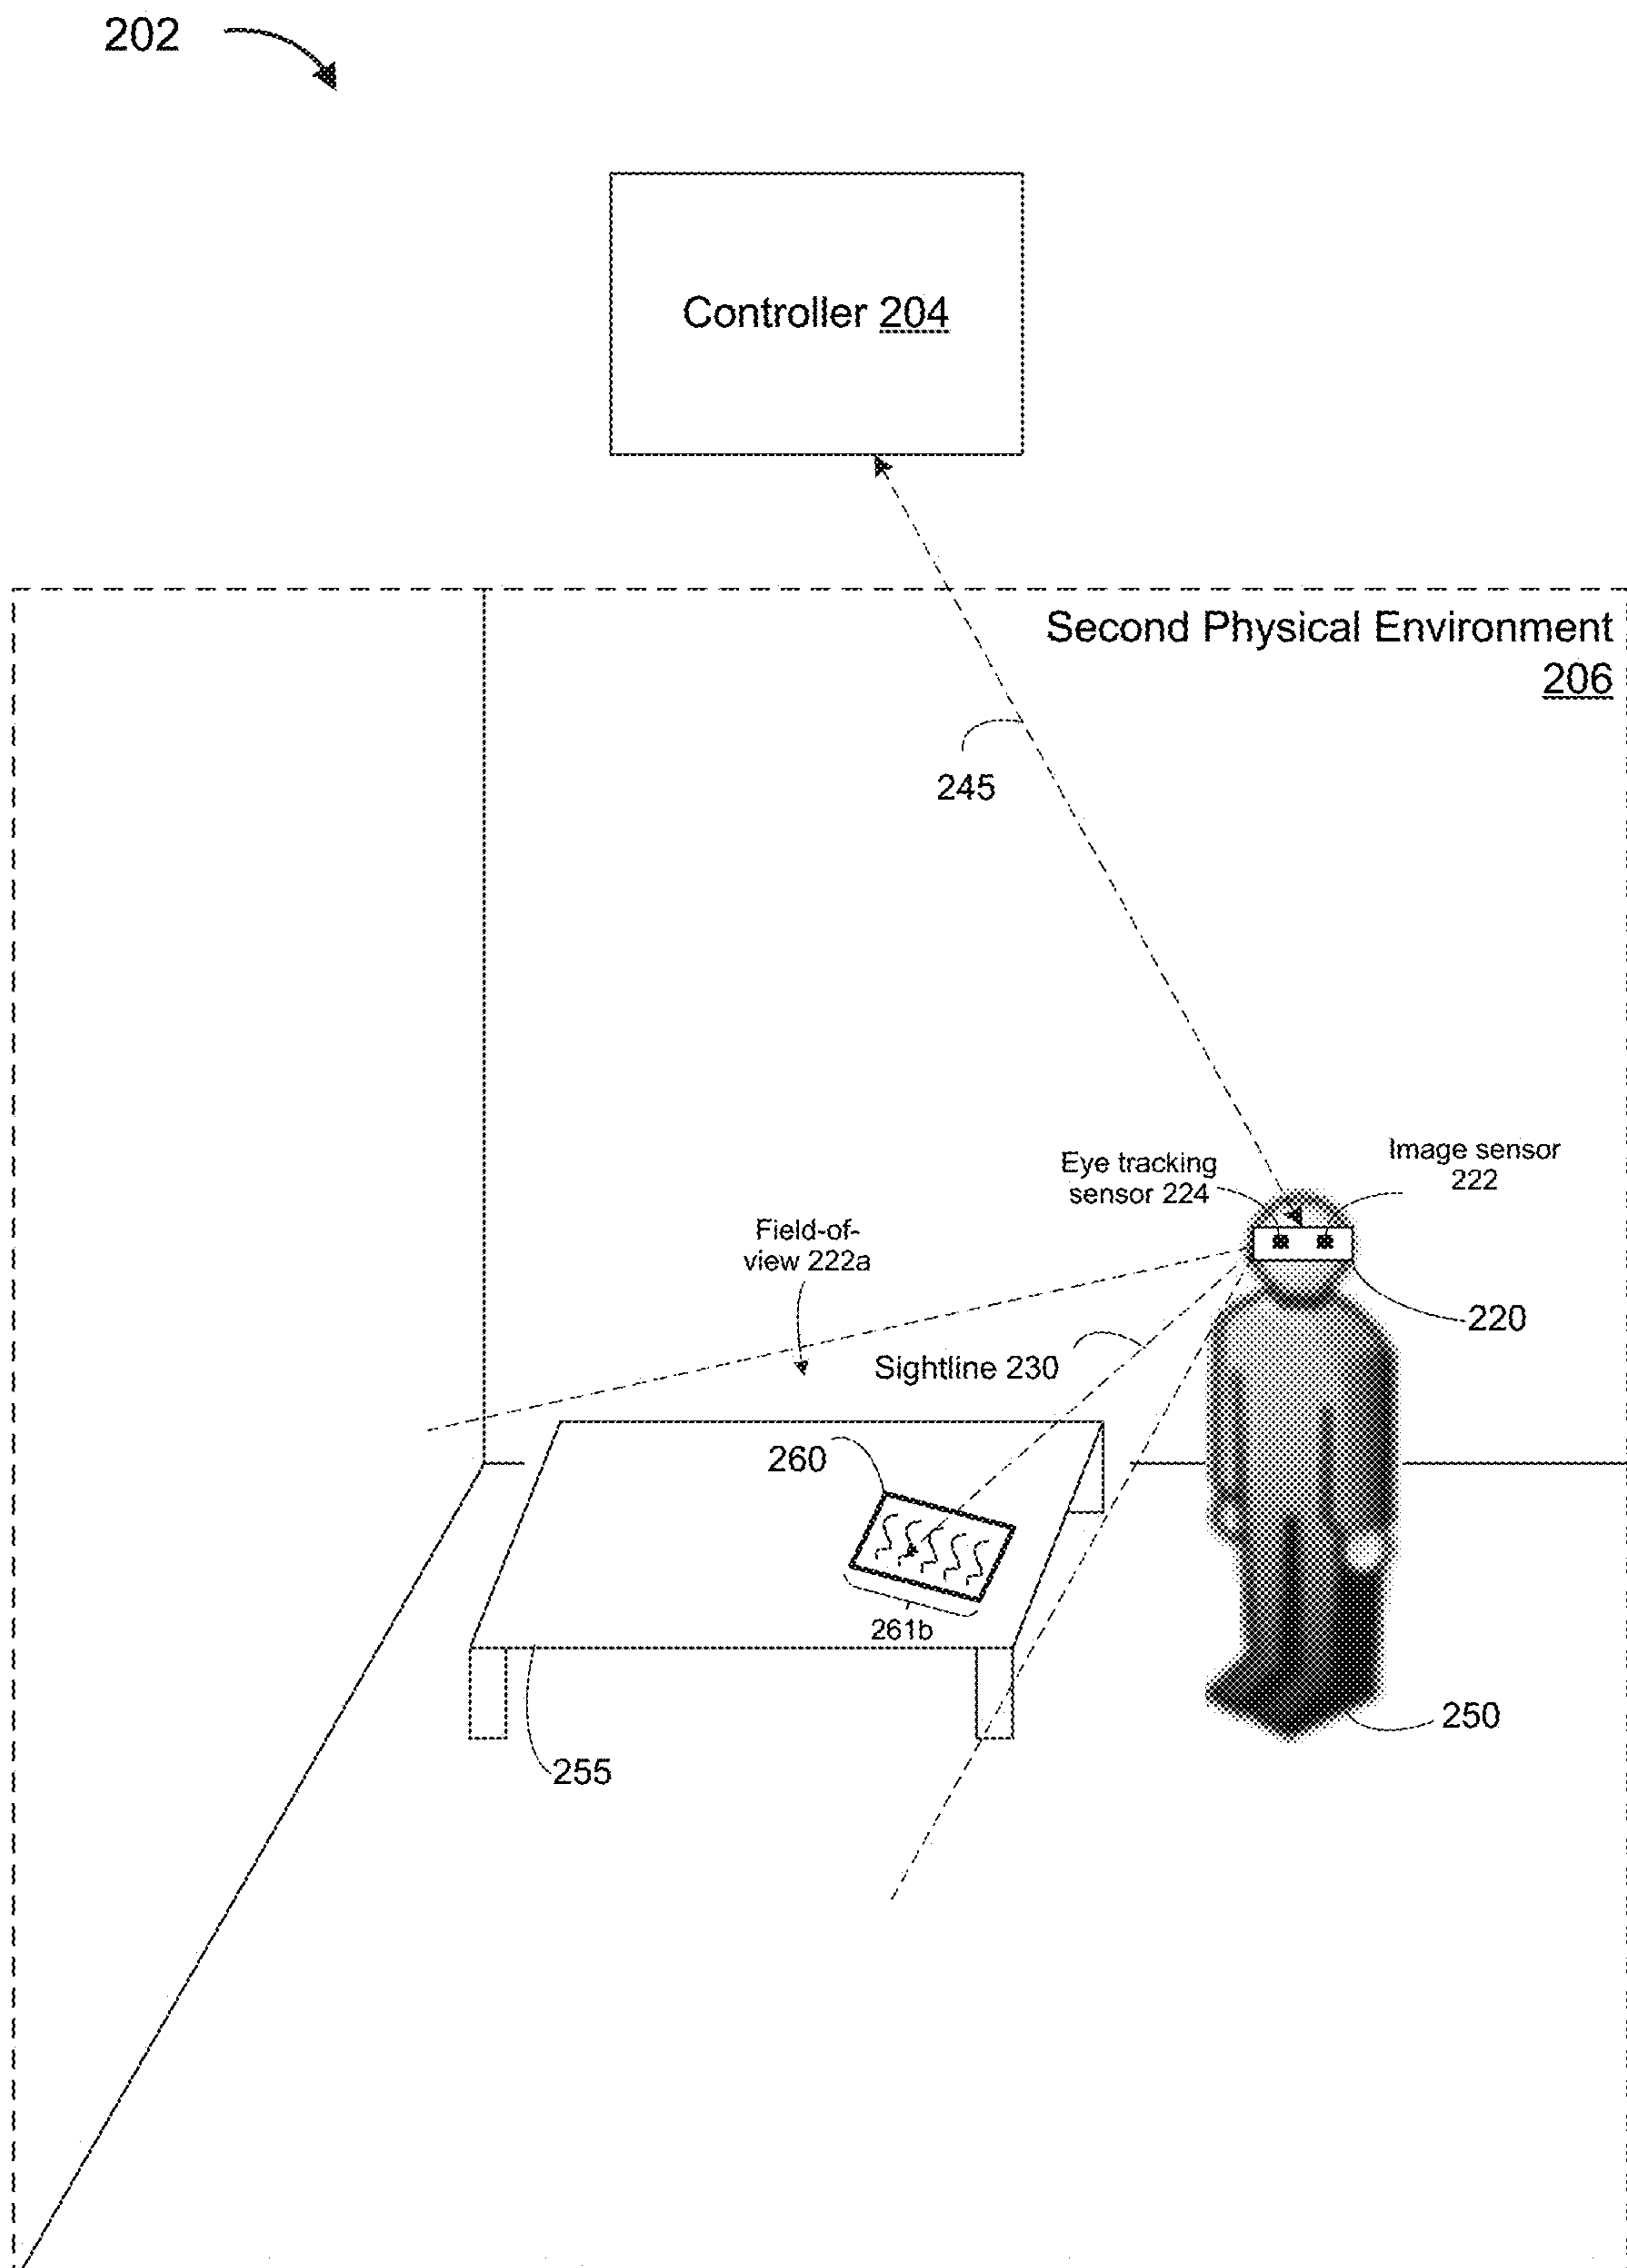 202
Controller 204
Second Physical Environment
206
245
Eye tracking
sensor 224
Image sensor
222
Field-of-
view 222a
220
Sightline 230
260
261b
250
255